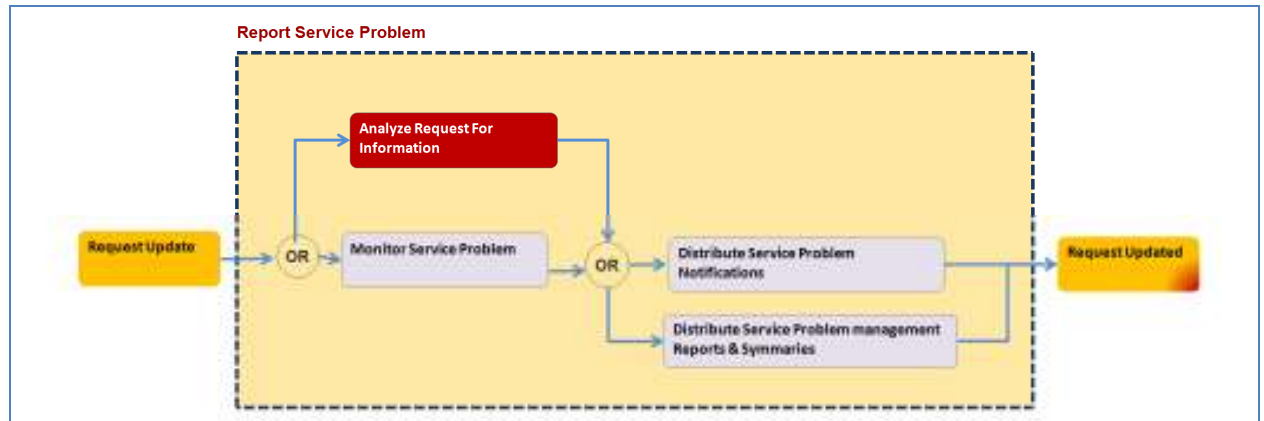 Report Service Problem
Analyze Request For
Information
Request Update
OR
Monitor Service Problem
OR
Distribute Service Problem
Notifications
Request Updated
Distribute Service Problem management
Reports & Symmaries